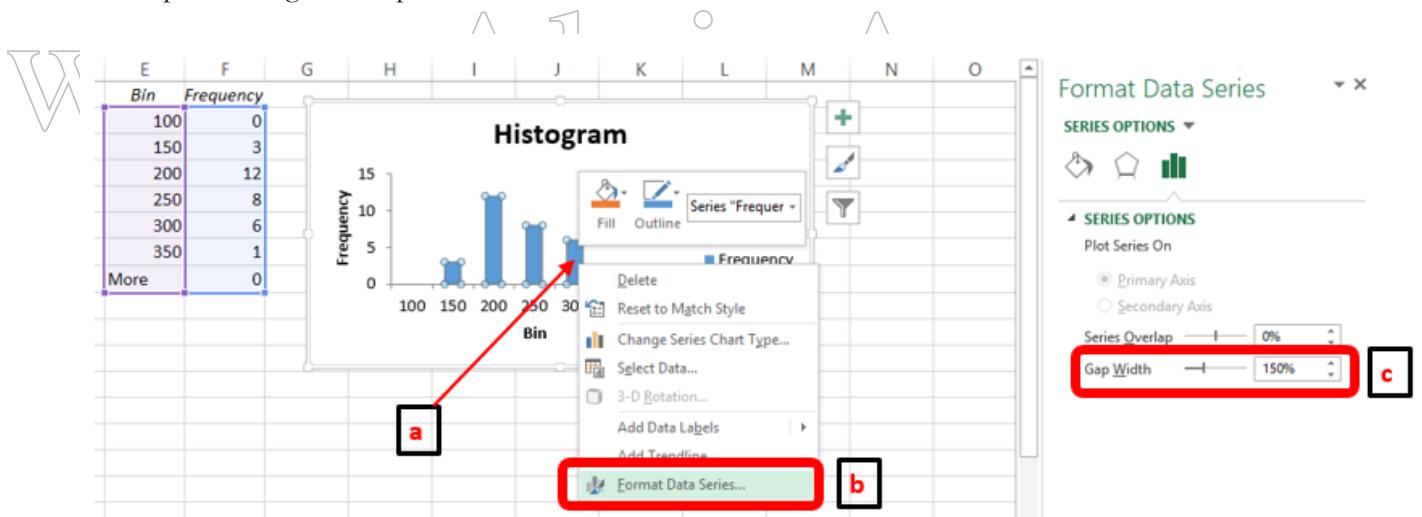 E F G H I J K L M N O
Bin Frequency
100 0
150 3
200 12
250 8
300 6
350 1
More 0
Histogram
Frequency
15
10
5
0
100 150 200 250 30
Bin
Frequency
Fill Outline
Series "Frequer
Delete
Reset to Match Style
Change Series Chart Type...
Select Data...
3-D Rotation...
Add Data Labels
Add Trendline
Format Data Series...
a
b
Format Data Series
SERIES OPTIONS
SERIES OPTIONS
Plot Series On
Primary Axis
Secondary Axis
Series Overlap 0%
Gap Width 150%
c